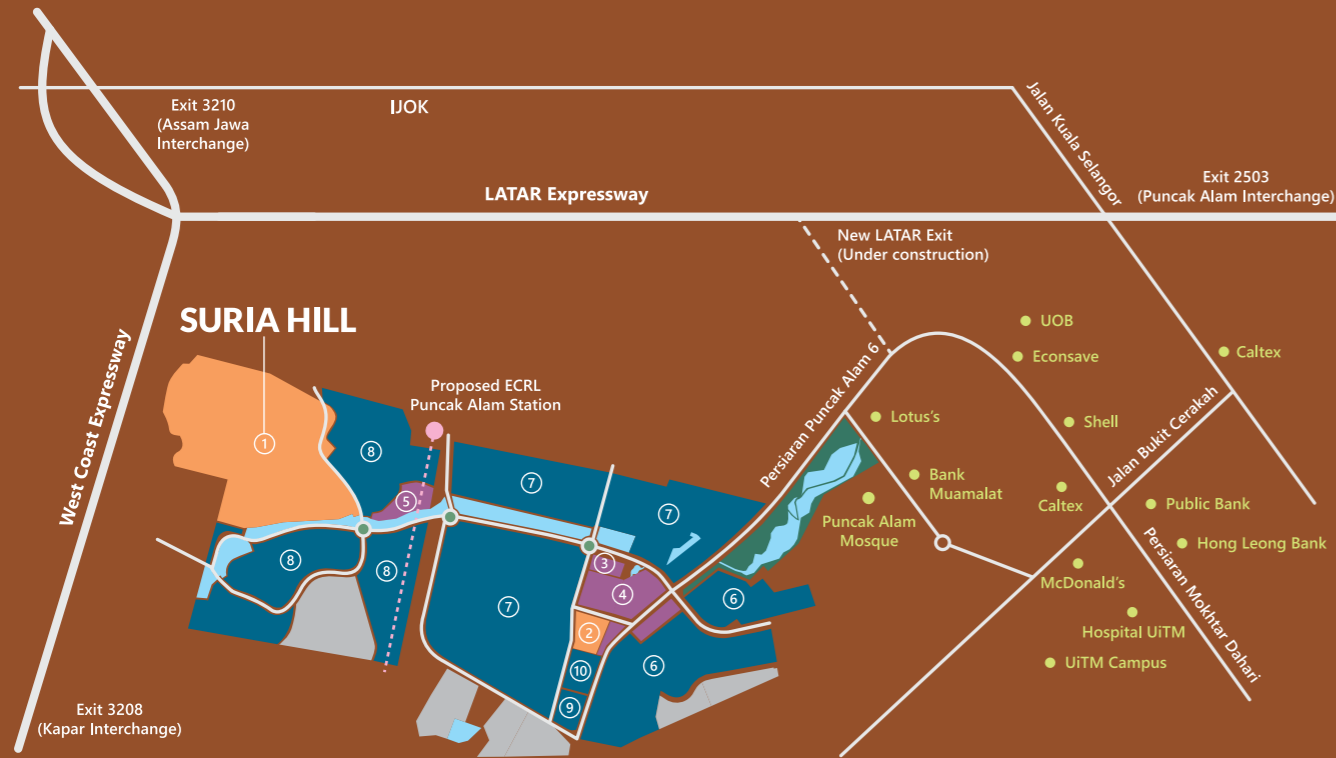 Exit 3210
(Assam Jawa
Interchange)
IJOK
Jalan Kuala Selangor
LATAR Expressway
Exit 2503
(Puncak Alam Interchange)
New LATAR Exit
(Under construction)
SURIA HILL
West Coast Expressway
Proposed ECRL
Puncak Alam Station
Persiaran Puncak Alam 6
UOB
Econsave
Caltex
Lotus's
Shell
Jalan Bukit Cerakah
Bank
Muamalat
Caltex
Puncak Alam
Mosque
Public Bank
Hong Leong Bank
Persiaran Mokhtar Dahari
McDonald's
Hospital UiTM
UiTM Campus
1
8
5
7
7
8
8
3
4
7
2
6
6
10
9
Exit 3208
(Kapar Interchange)